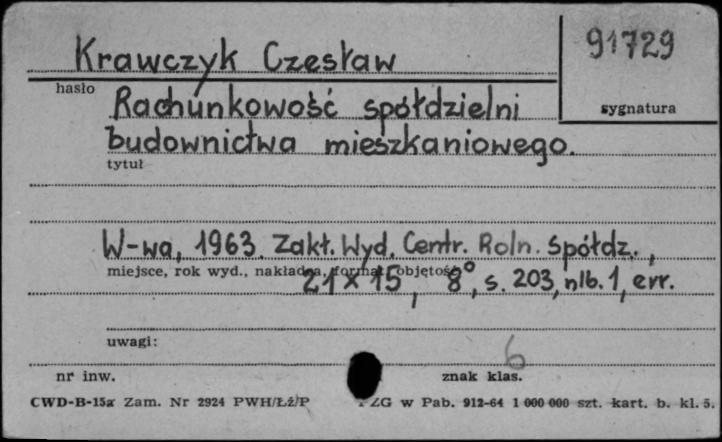 Krawczyk Czesław
91729
hasło
sygnatura
Rachunkowość spółdzielni
budownictwa mieszkaniowego.
tytuł
W-wa, 1963. Zakł. Wyd. Centr. Roln. Spółdz.,
miejsce, rok wyd., nakładca, format, objętość
21 x 15, 8°, s. 203, nlb. 1, err.
uwagi:
6
nr inw.
znak klas.
CWD-B-15a Zam. Nr 2924 PWH/Łź/P ZG w Pab. 912-64 1 000 000 szt. kart. b. kl. 5.